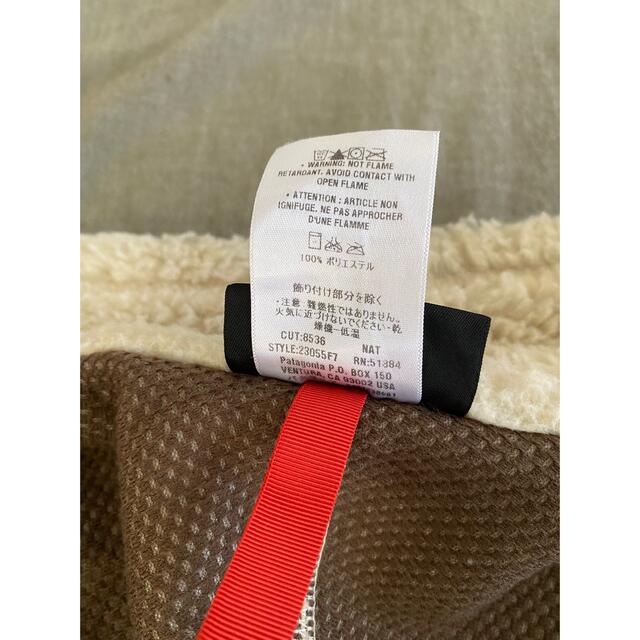 • WARNING: NOT FLAME
RETARDANT. AVOID CONTACT WITH
OPEN FLAME
• ATTENTION : ARTICLE NON
IGNIFUGE. NE PAS APPROCHER
D'UNE FLAMME
100% ポリエステル
飾り付け部分を除く
・注意：難燃性ではありません。
火気に近づけないでください・乾
燥機ー低温
CUT:8536 NAT
STYLE:23055F7 RN:51884
Patagonia P.O. BOX 150
VENTURA, CA 93002 USA